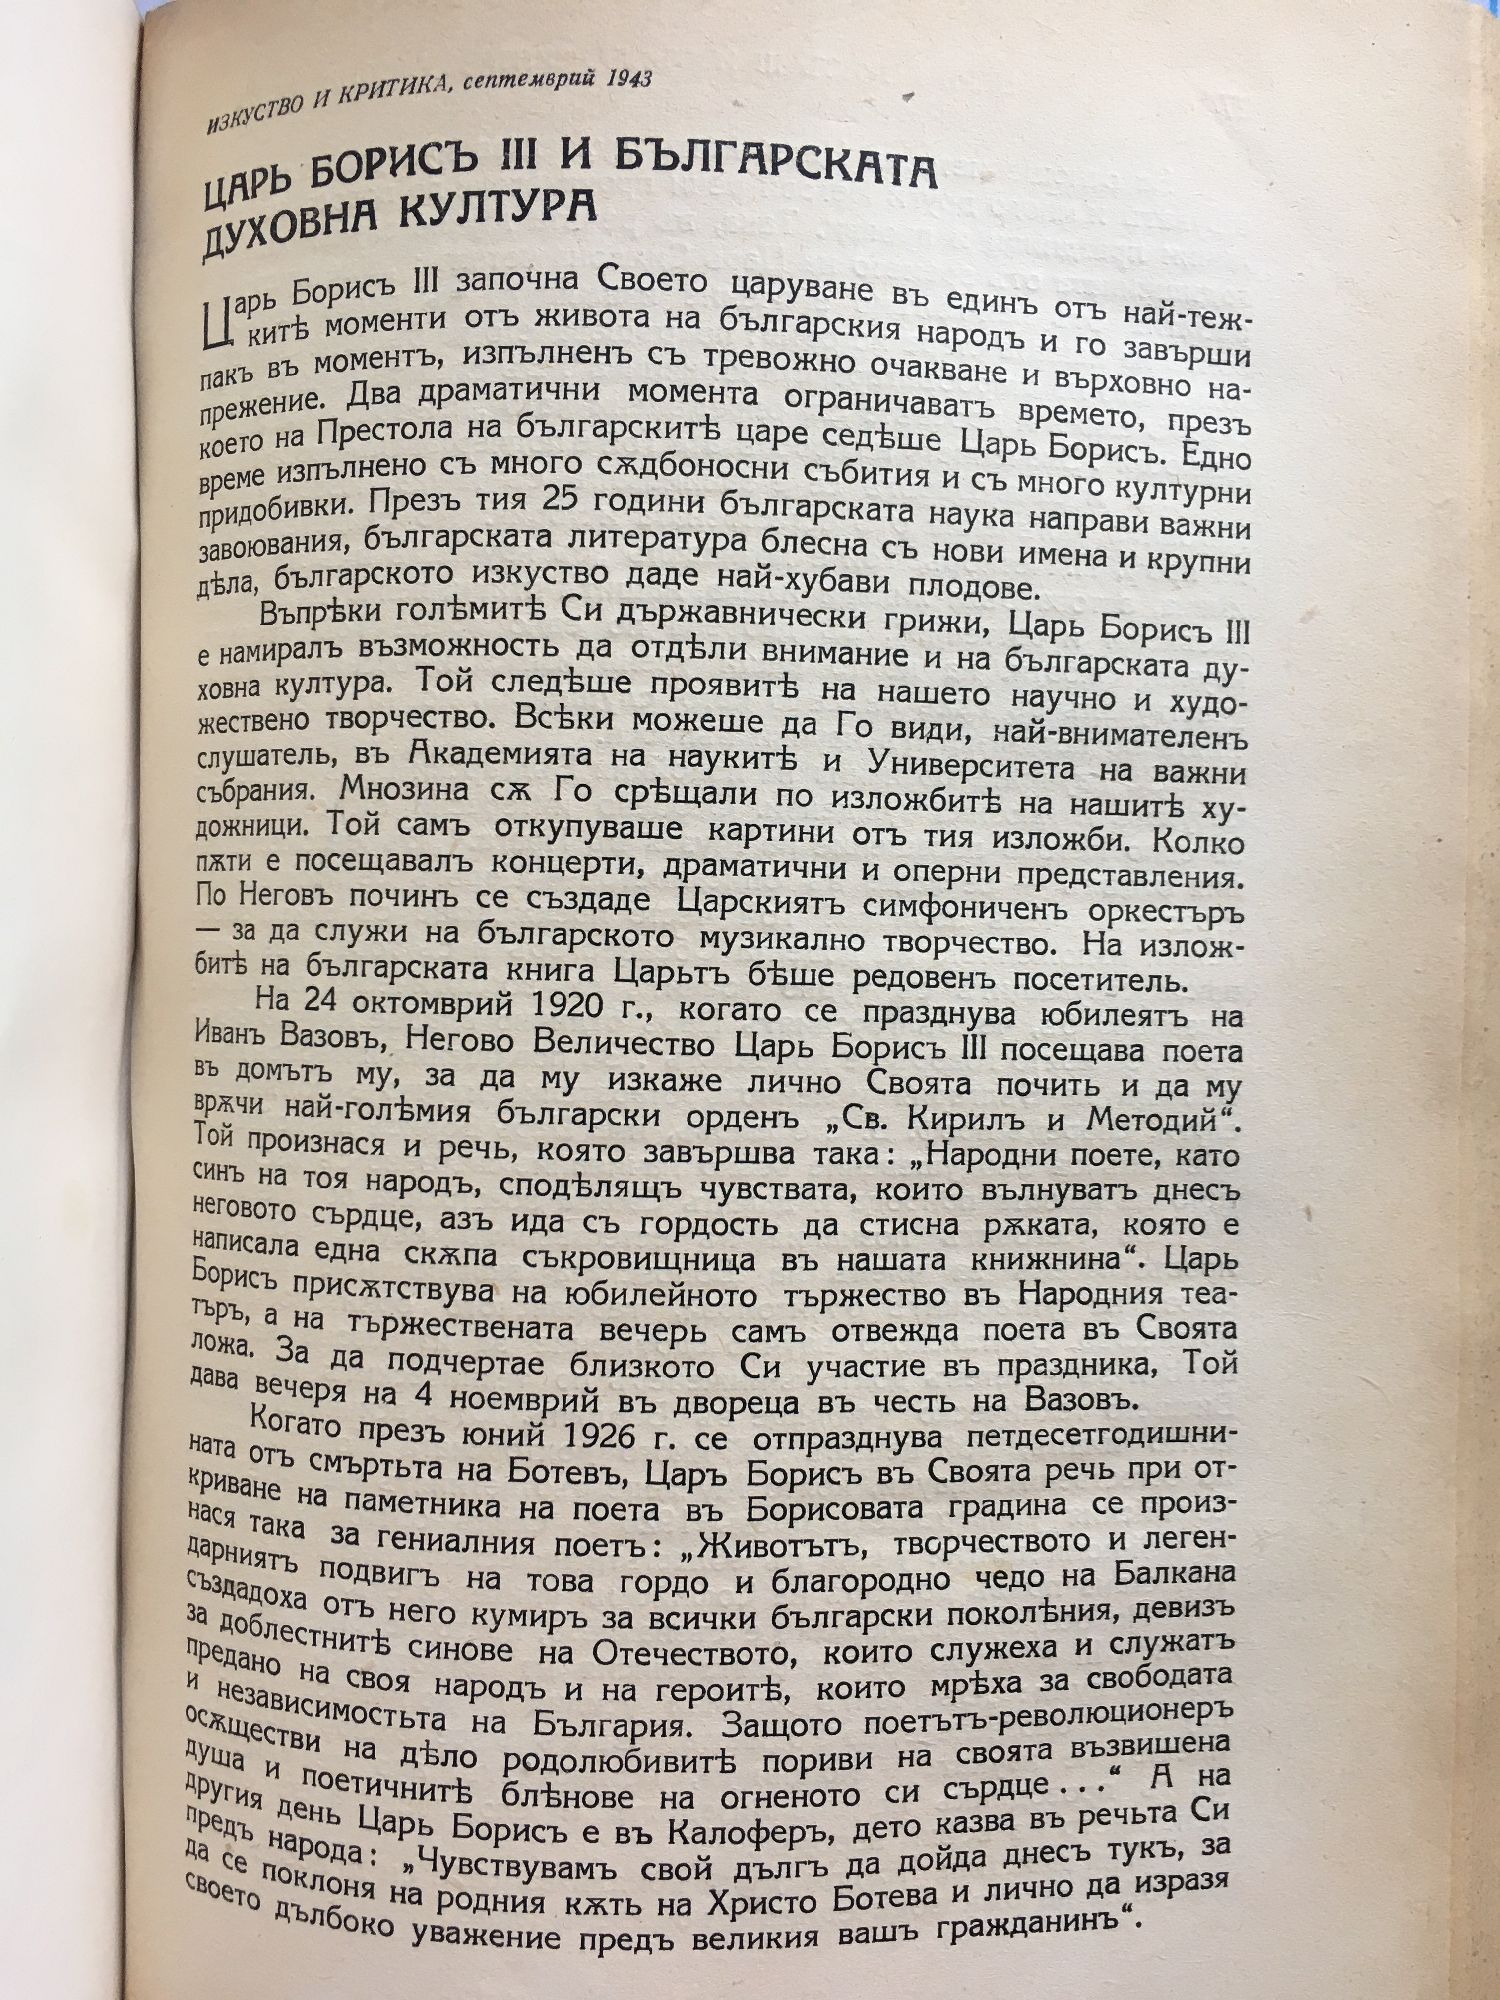 ИЗКУСТВО И КРИТИКА, септемврий 1943
ЦАРЬ БОРИСЪ III И БЪЛГАРСКАТА
ДУХОВНА КУЛТУРА
Царь Борисъ III започна Своето царуване въ единъ отъ най-теж-
китѣ моменти отъ живота на българския народъ и го завърши
пакъ въ моментъ, изпълненъ съ тревожно очакване и върховно на-
прежение. Два драматични момента ограничаватъ времето, презъ
което на Престола на българскитѣ царе седѣше Царь Борисъ. Едно
време изпълнено съ много сѫдбоносни събития и съ много културни
придобивки. Презъ тия 25 години българската наука направи важни
завоювания, българската литература блесна съ нови имена и крупни
дѣла, българското изкуство даде най-хубави плодове.
Въпрѣки голѣмитѣ Си държавнически грижи, Царь Борисъ III
е намиралъ възможность да отдѣли внимание и на българската ду-
ховна култура. Той следѣше проявитѣ на нашето научно и худо-
жествено творчество. Всѣки можеше да Го види, най-внимателенъ
слушатель, въ Академията на наукитѣ и Университета на важни
събрания. Мнозина сѫ Го срѣщали по изложбитѣ на нашитѣ ху-
дожници. Той самъ откупуваше картини отъ тия изложби. Колко
пѫти е посещавалъ концерти, драматични и оперни представления.
По Неговъ починъ се създаде Царскиятъ симфониченъ оркестъръ
— за да служи на българското музикално творчество. На излож-
битѣ на българската книга Царьтъ бѣше редовенъ посетитель.
На 24 октомврий 1920 г., когато се празднува юбилеятъ на
Иванъ Вазовъ, Негово Величество Царь Борисъ III посещава поета
въ домътъ му, за да му изкаже лично Своята почить и да му
врѫчи най-голѣмия български орденъ „Св. Кирилъ и Методий“.
Той произнася и речь, която завършва така: „Народни поете, като
синъ на тоя народъ, сподѣлящъ чувствата, които вълнуватъ днесъ
неговото сърдце, азъ ида съ гордость да стисна рѫката, която е
написала една скѫпа съкровищница въ нашата книжнина“. Царь
Борисъ присѫтствува на юбилейното тържество въ Народния теа-
търъ, а на тържествената вечерь самъ отвежда поета въ Своята
ложа. За да подчертае близкото Си участие въ праздника, Той
дава вечеря на 4 ноемврий въ двореца въ честь на Вазовъ.
Когато презъ юний 1926 г. се отпразднува петдесетгодишни-
ната отъ смъртьта на Ботевъ, Царъ Борисъ въ Своята речь при от-
криване на паметника на поета въ Борисовата градина се произ-
нася така за гениалния поетъ: „Животътъ, творчеството и леген-
дарниятъ подвигъ на това гордо и благородно чедо на Балкана
създадоха отъ него кумиръ за всички български поколѣния, девизъ
за доблестнитѣ синове на Отечеството, които служеха и служатъ
предано на своя народъ и на героитѣ, които мрѣха за свободата
и независимостьта на България. Защото поетътъ-революционеръ
осѫществи на дѣло родолюбивитѣ пориви на своята възвишена
душа и поетичнитѣ блѣнове на огненото си сърдце...“ А на
другия день Царь Борисъ е въ Калоферъ, дето казва въ речьта Си
предъ народа: „Чувствувамъ свой дългъ да дойда днесъ тукъ, за
да се поклоня на родния кѫтъ на Христо Ботева и лично да изразя
своето дълбоко уважение предъ великия вашъ гражданинъ“.